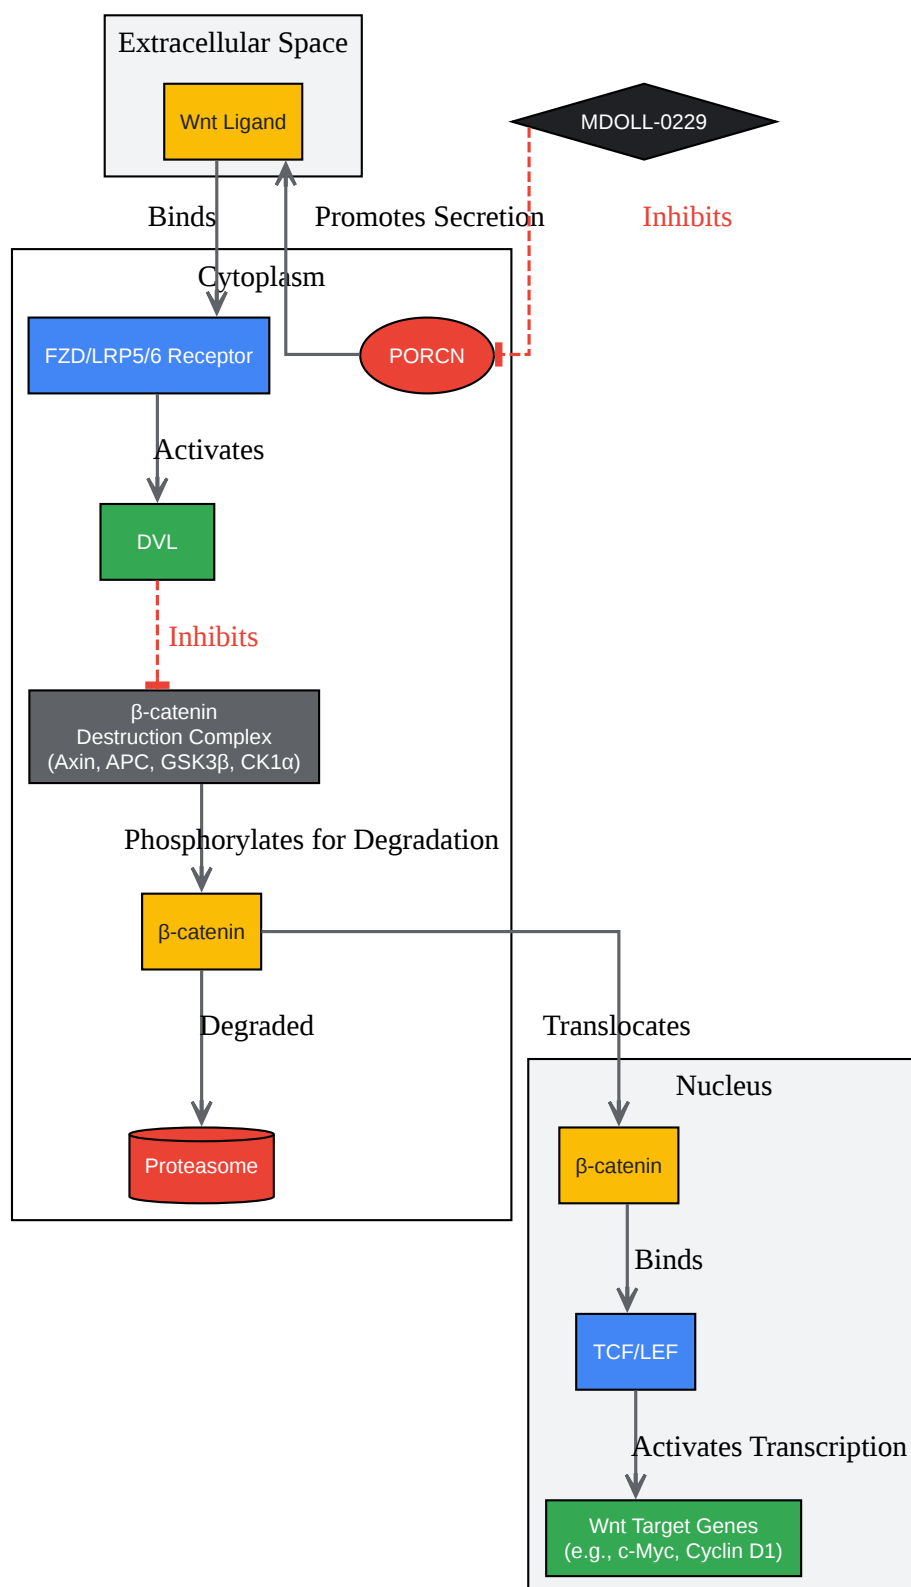 Extracellular Space
Wnt Ligand
MDOLL-0229
Binds
Promotes Secretion
Inhibits
Cytoplasm
FZD/LRP5/6 Receptor
PORCN
Activates
DVL
Inhibits
β-catenin
Destruction Complex
(Axin, APC, GSK3β, CK1α)
Phosphorylates for Degradation
β-catenin
Degraded
Translocates
Nucleus
Proteasome
β-catenin
Binds
TCF/LEF
Activates Transcription
Wnt Target Genes
(e.g., c-Myc, Cyclin D1)